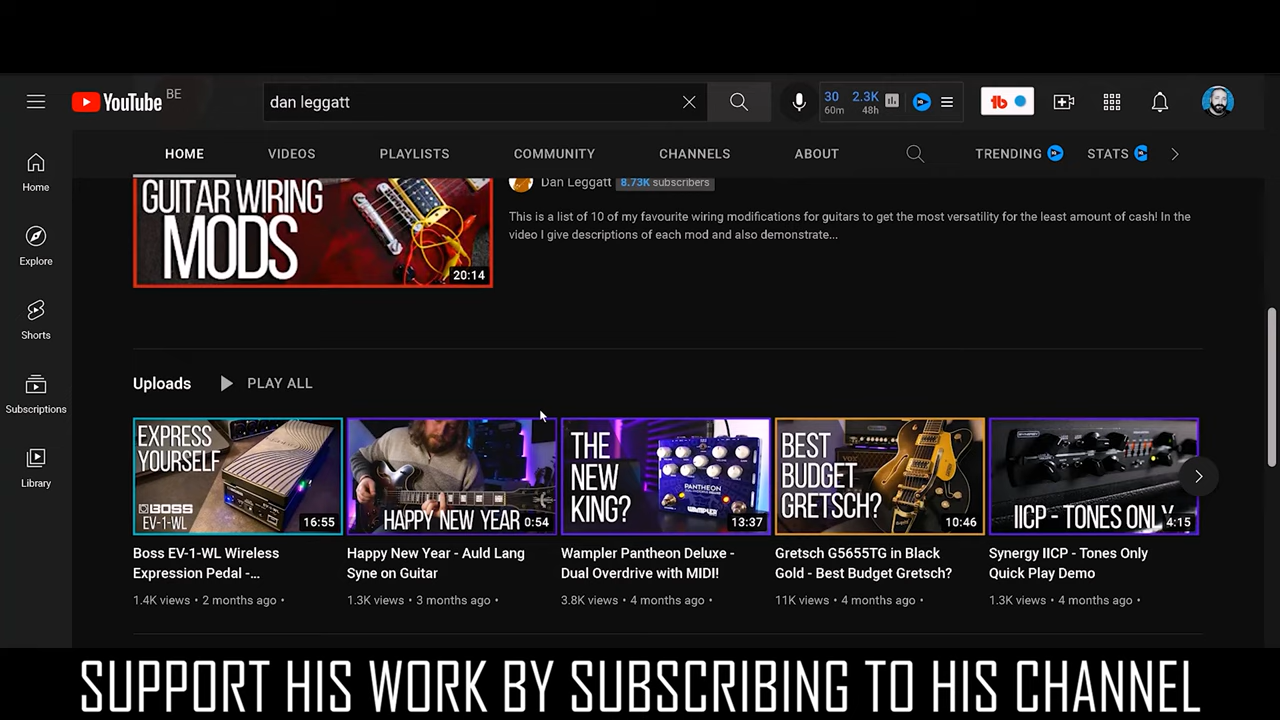 YouTube BE
dan leggatt
30 60m 2.3K 48h
HOME VIDEOS PLAYLISTS COMMUNITY CHANNELS ABOUT TRENDING STATS
Home
Explore
Shorts
Subscriptions
Library
GUITAR WIRING
MODS
20:14
Dan Leggatt 8.73K subscribers
This is a list of 10 of my favourite wiring modifications for guitars to get the most versatility for the least amount of cash! In the
video I give descriptions of each mod and also demonstrate...
Uploads PLAY ALL
EXPRESS
YOURSELF
BOSS
EV-1-WL
16:55
Boss EV-1-WL Wireless
Expression Pedal -...
1.4K views • 2 months ago •
HAPPY NEW YEAR
0:54
Happy New Year - Auld Lang
Syne on Guitar
1.3K views • 3 months ago •
THE
NEW
KING?
PANTHEON
Wampler
13:37
Wampler Pantheon Deluxe -
Dual Overdrive with MIDI!
3.8K views • 4 months ago •
BEST
BUDGET
GRETSCH?
VOX
10:46
Gretsch G5655TG in Black
Gold - Best Budget Gretsch?
11K views • 4 months ago •
IICP - TONES ONLY
4:15
Synergy IICP - Tones Only
Quick Play Demo
1.3K views • 4 months ago •
SUPPORT HIS WORK BY SUBSCRIBING TO HIS CHANNEL